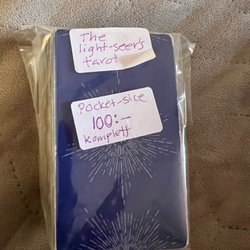 The
light-seer's
tarot
Pocket-size
100:-
komplett